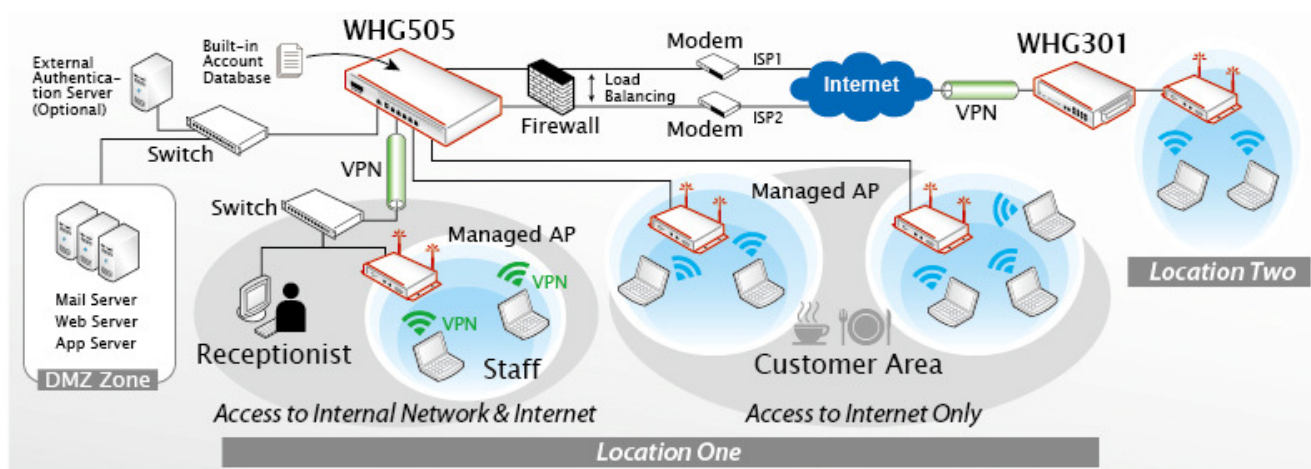 WHG505
WHG301
Built-in
Account
Database
External
Authentica-
tion Server
(Optional)
Modem
ISP1
Load
Balancing
Internet
Firewall
Modem
ISP2
VPN
Switch
VPN
Switch
Managed AP
Managed AP
VPN
VPN
Mail Server
Web Server
App Server
DMZ Zone
Receptionist
Staff
Customer Area
Location Two
Access to Internal Network & Internet
Access to Internet Only
Location One